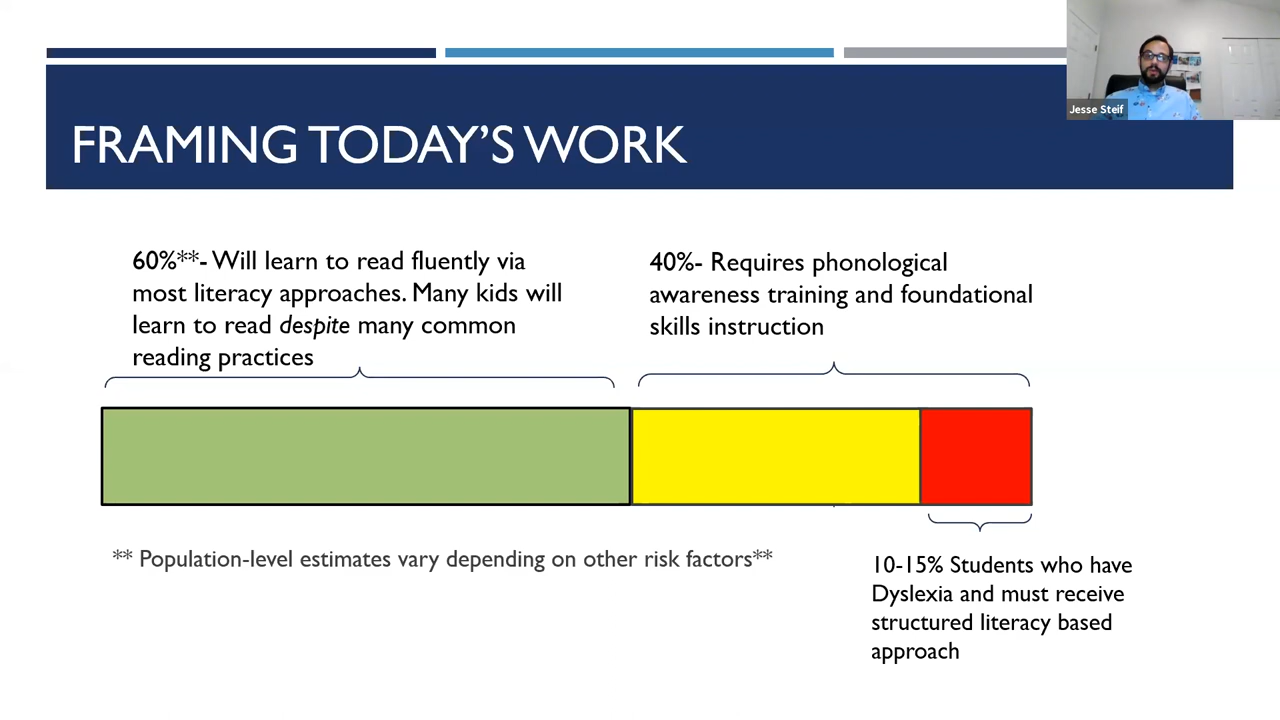 Jesse Steif
FRAMING TODAY’S WORK
60%**- Will learn to read fluently via
most literacy approaches. Many kids will
learn to read despite many common
reading practices
40%- Requires phonological
awareness training and foundational
skills instruction
** Population-level estimates vary depending on other risk factors**
10-15% Students who have
Dyslexia and must receive
structured literacy based
approach